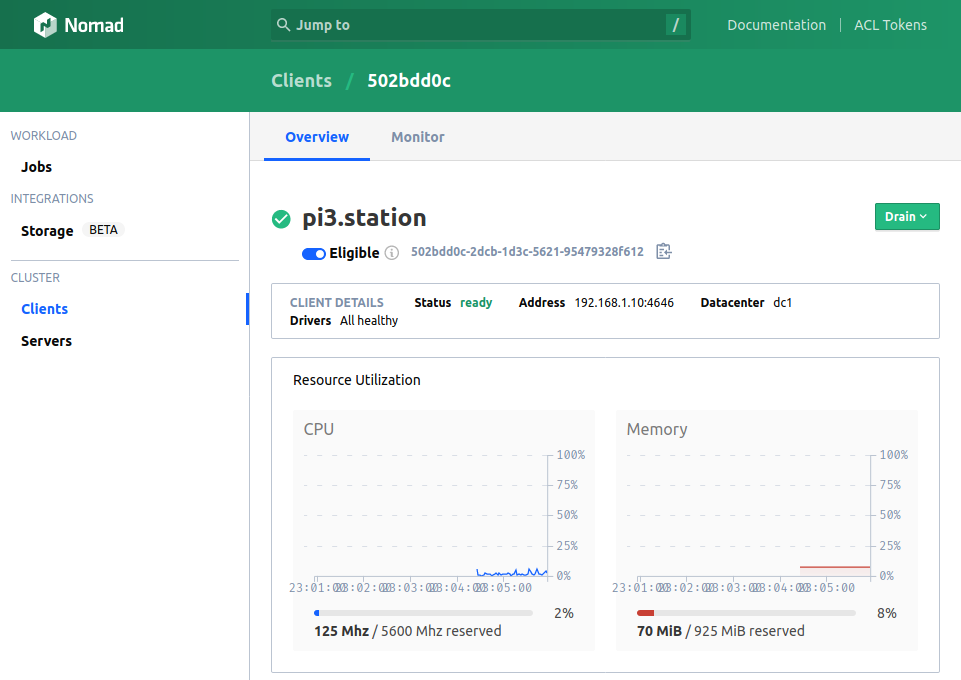 Nomad
Jump to /
Documentation | ACL Tokens
Clients / 502bdd0c
WORKLOAD
Jobs
INTEGRATIONS
Storage BETA
CLUSTER
Clients
Servers
Overview Monitor
pi3.station
Drain
Eligible 502bdd0c-2dcb-1d3c-5621-95479328f612
CLIENT DETAILS Status ready Address 192.168.1.10:4646 Datacenter dc1
Drivers All healthy
Resource Utilization
CPU
100%
75%
50%
25%
0%
23:01:00 23:02:00 23:03:00 23:04:00 23:05:00
2%
125 Mhz / 5600 Mhz reserved
Memory
100%
75%
50%
25%
0%
23:01:00 23:02:00 23:03:00 23:04:00 23:05:00
8%
70 MiB / 925 MiB reserved